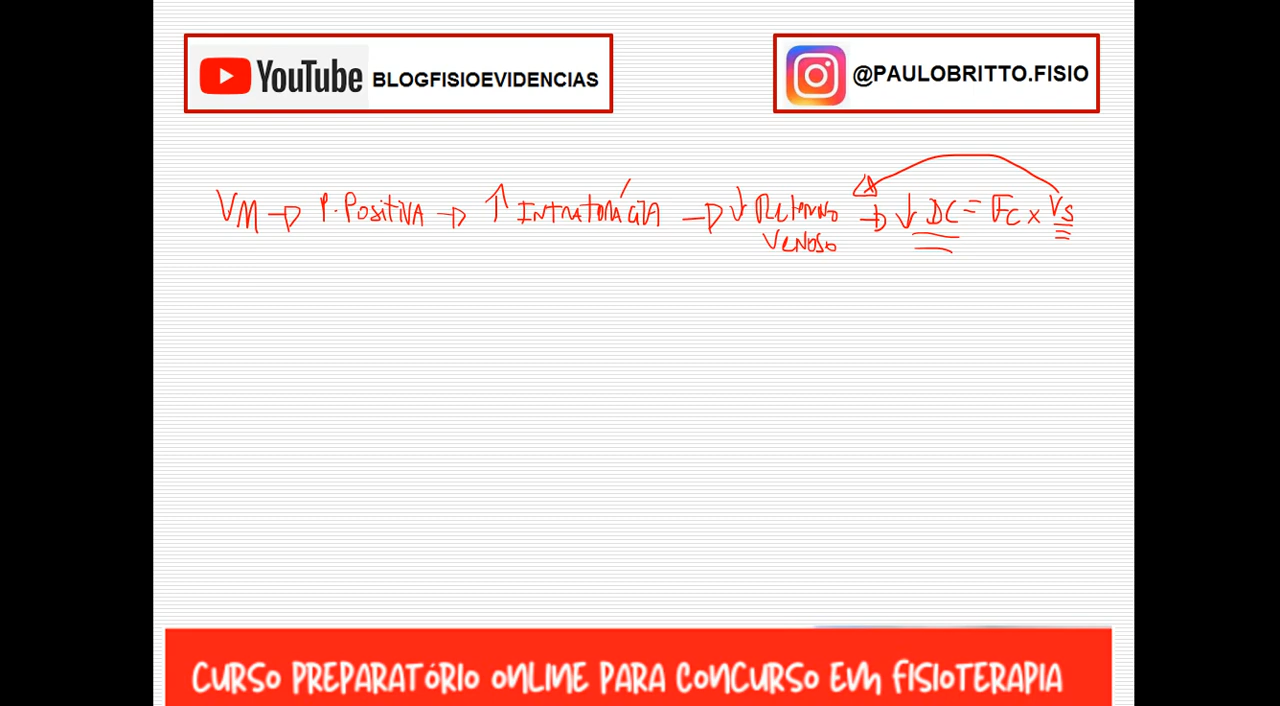 YouTube BLOGFISIOEVIDENCIAS
@PAULOBRITTO.FISIO
VM → P. Positiva → ↑ INTRATORÁCICA → ↓ Retorno → ↓ DC = FC x VS
Venoso
CURSO PREPARATÓRIO ONLINE PARA CONCURSO EM FISIOTERAPIA